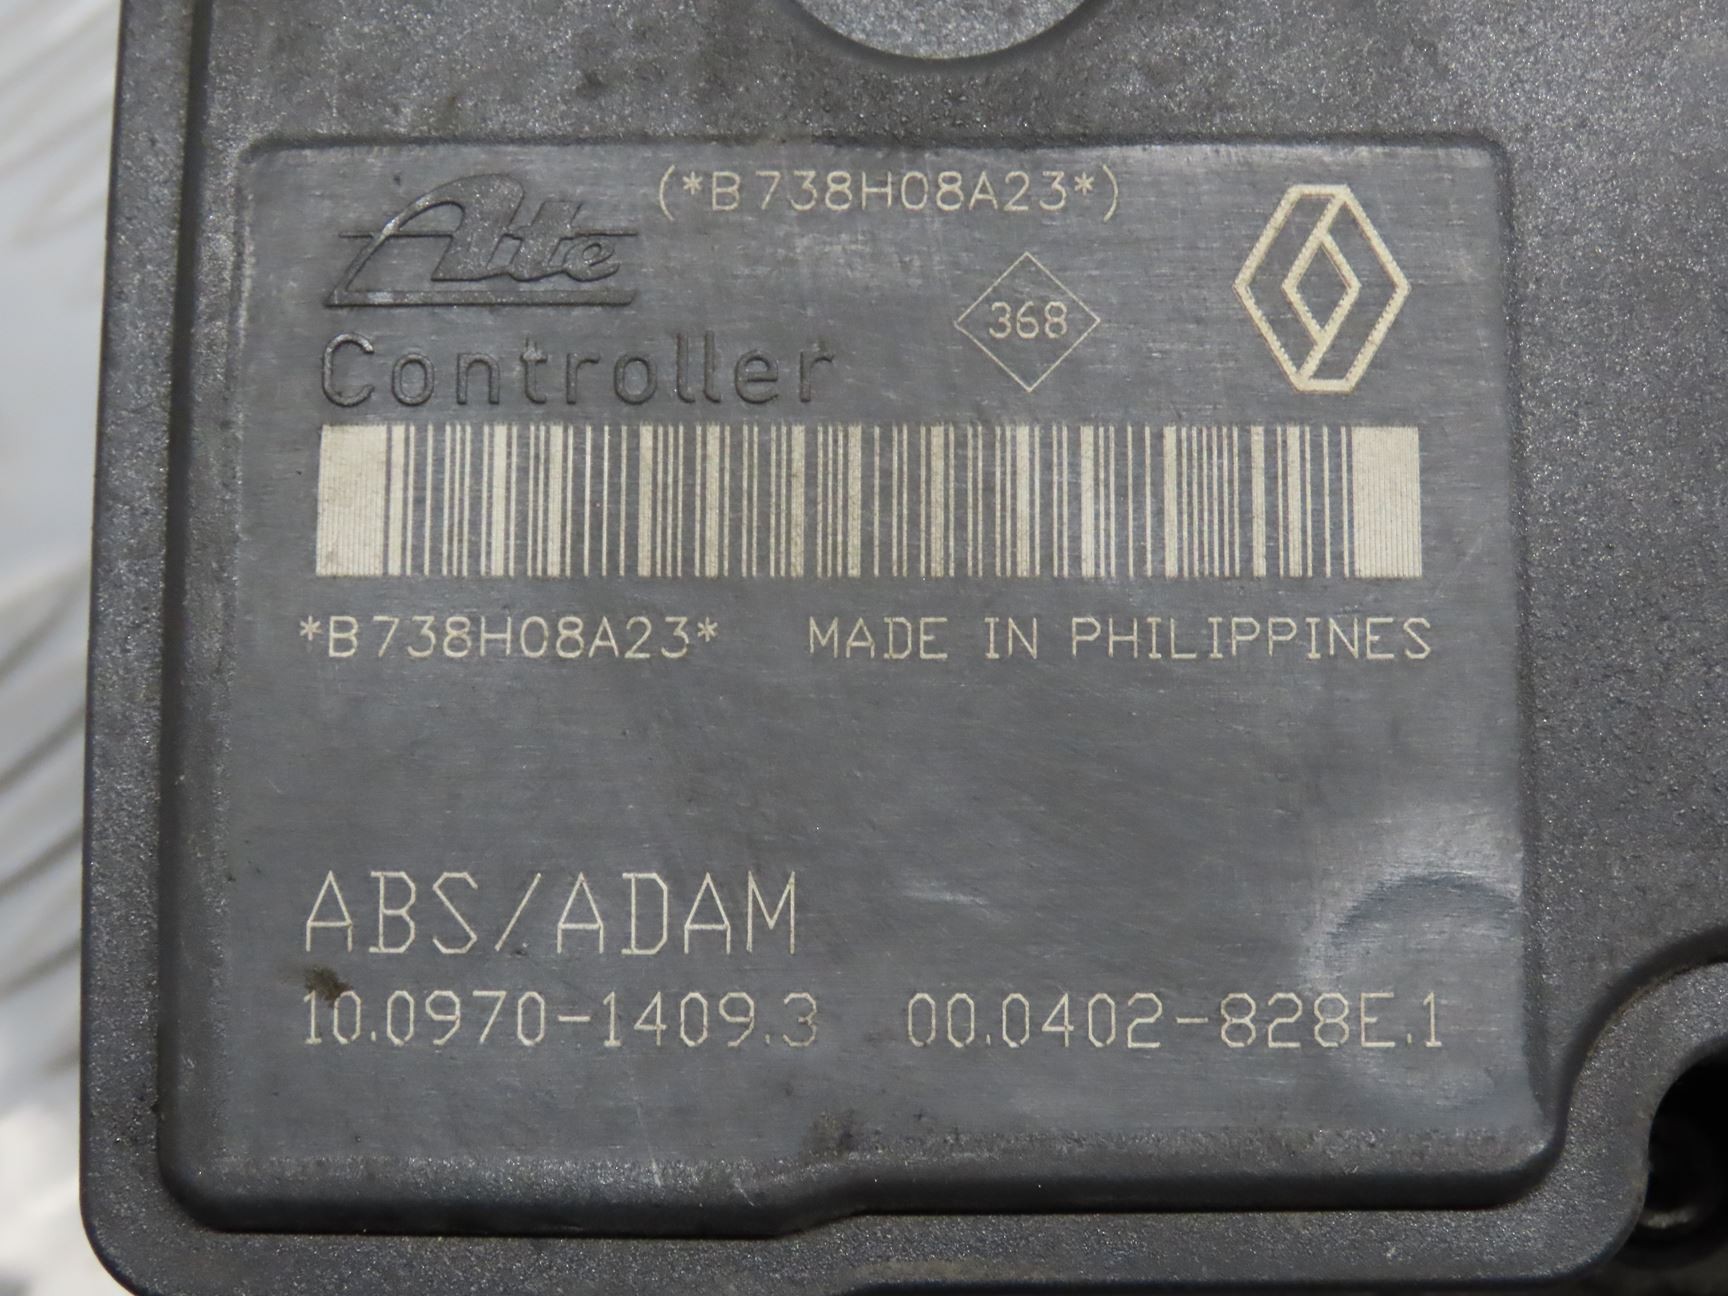 (*B738H08A23*)
Ate
368
Controller
*B738H08A23* MADE IN PHILIPPINES
ABS/ADAM
10.0970-1409.3 00.0402-828E.1